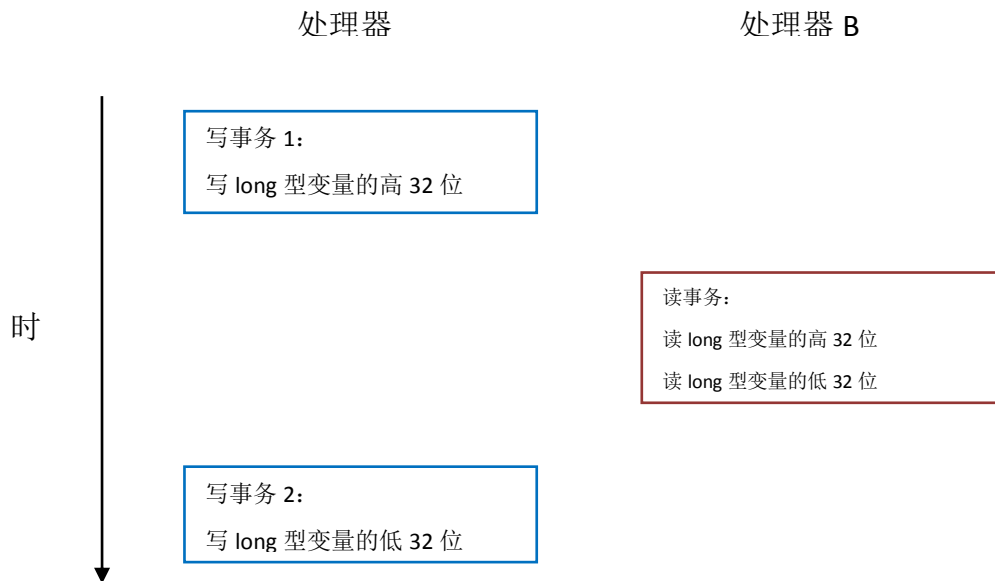 处理器
处理器 B
写事务 1：
写 long 型变量的高 32 位
读事务：
读 long 型变量的高 32 位
读 long 型变量的低 32 位
时
写事务 2：
写 long 型变量的低 32 位